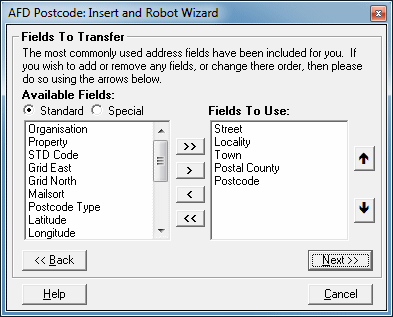 AFD Postcode: Insert and Robot Wizard
Fields To Transfer
The most commonly used address fields have been included for you. If
you wish to add or remove any fields, or change there order, then please
do so using the arrows below.
Available Fields:
Standard Special
Fields To Use:
Organisation
Property
STD Code
Grid East
Grid North
Mailsort
Postcode Type
Latitude
Longitude
>>
>
<
<<
Street
Locality
Town
Postal County
Postcode
<< Back
Next >>
Help
Cancel